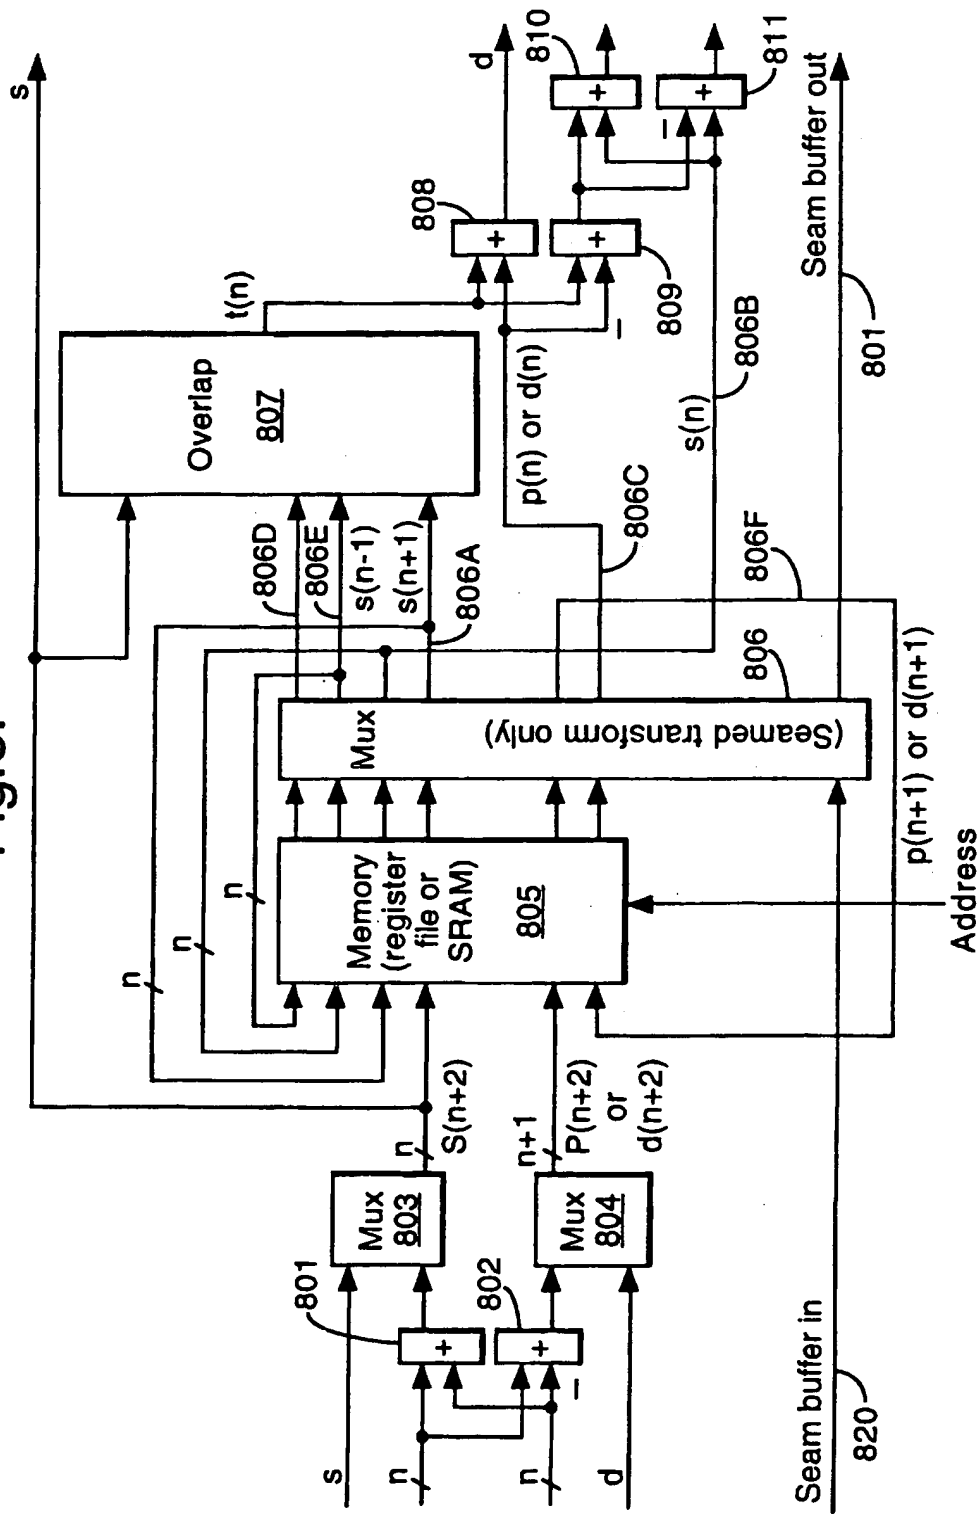 s
n
n
d
801
802
Mux
803
Mux
804
n
S(n+2)
n+1
P(n+2)
or
d(n+2)
n
n
n
Memory
(register
file or
SRAM)
805
Address
Mux
(Seamed transform only)
806
806D
806E
s(n-1)
s(n+1)
806A
806C
806F
p(n+1) or d(n+1)
Overlap
807
t(n)
p(n) or d(n)
s(n)
806B
808
+
809
+
810
+
811
+
+
+
−
−
−
s
d
Seam buffer in
820
Seam buffer out
801